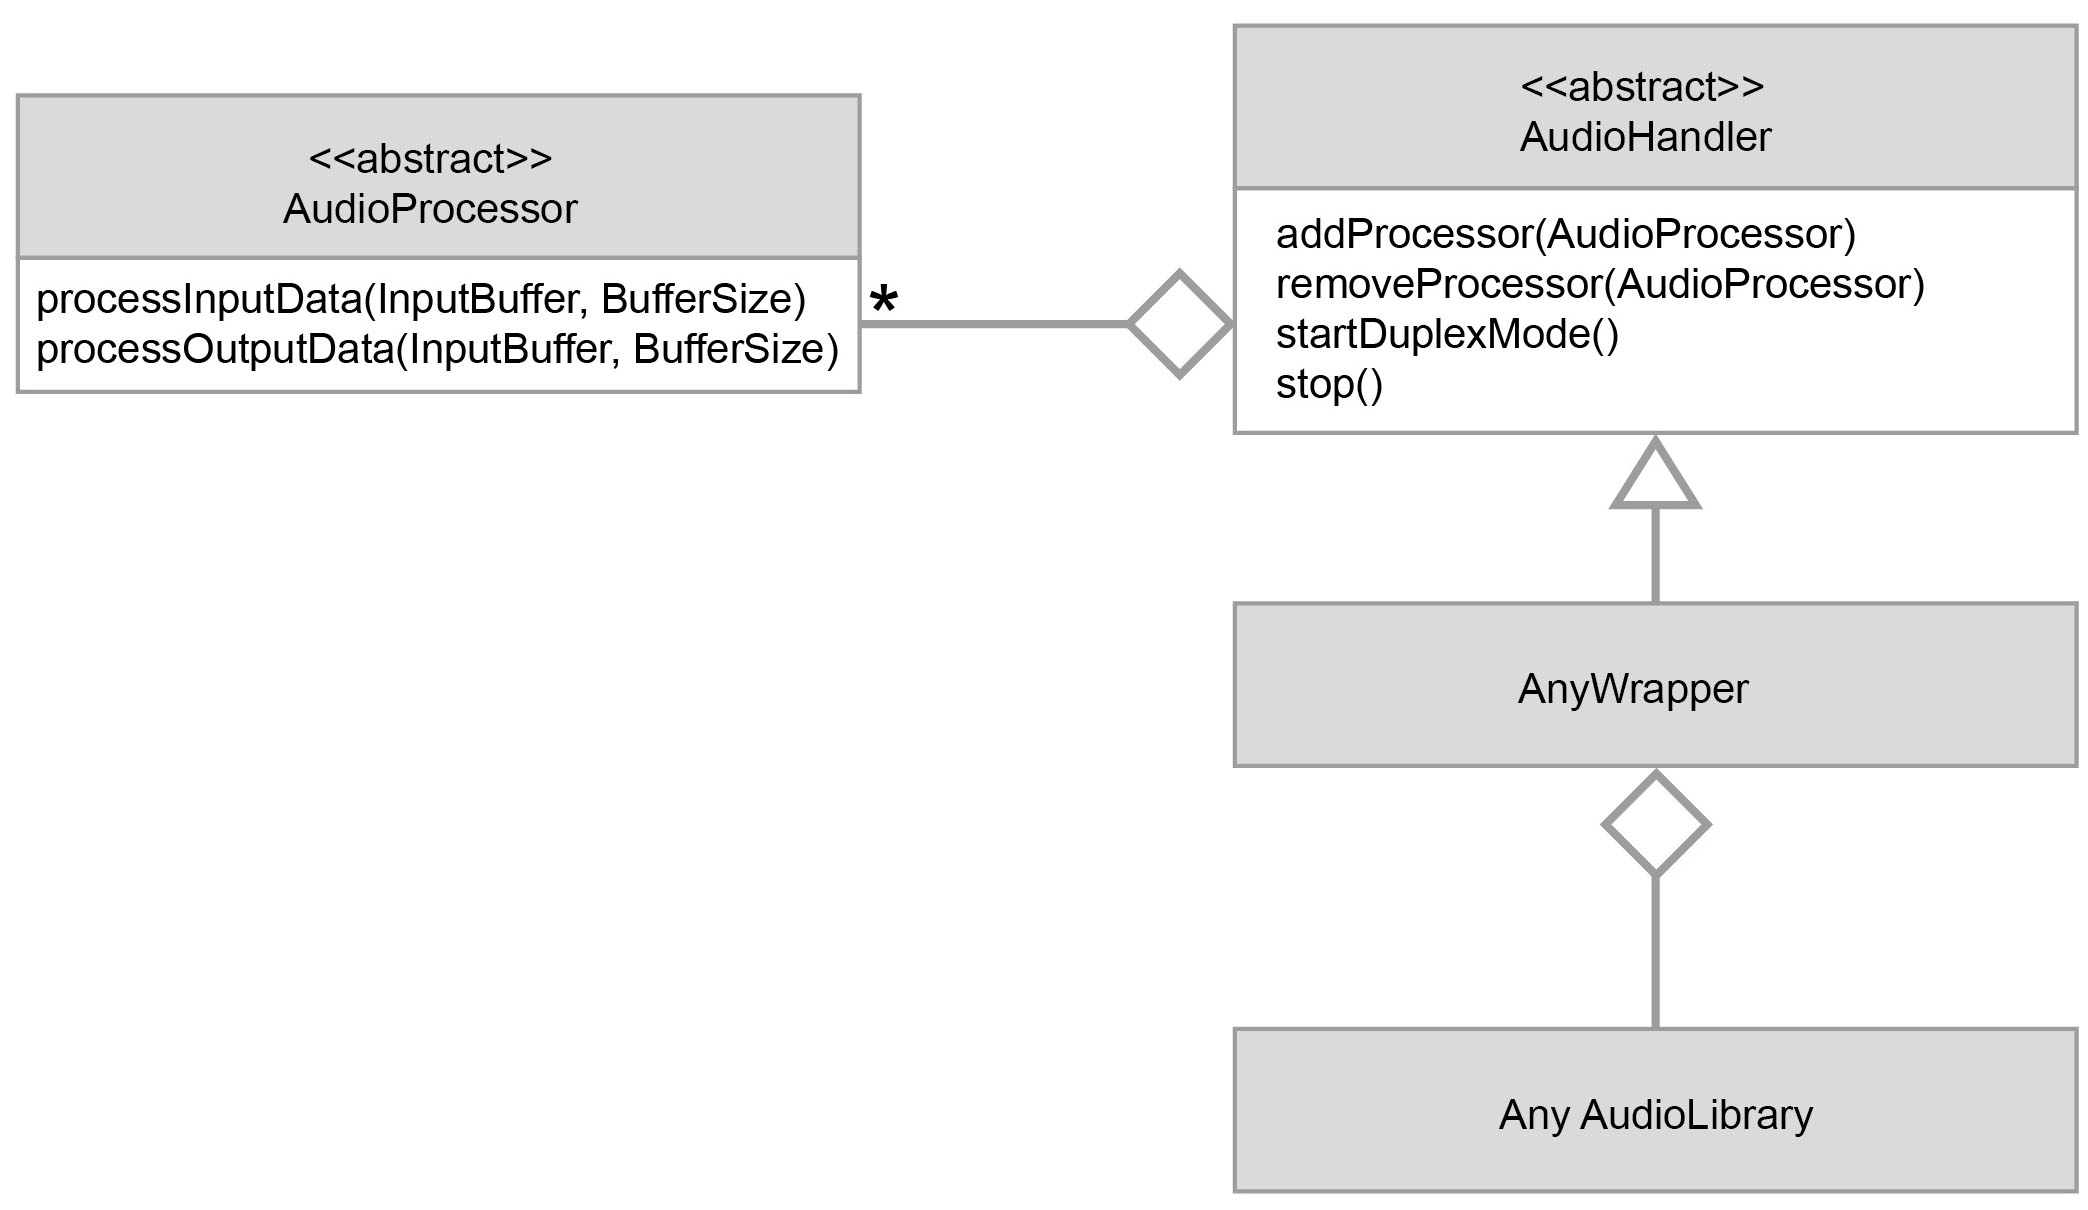 <<abstract>>
AudioProcessor
processInputData(InputBuffer, BufferSize)
processOutputData(InputBuffer, BufferSize)
*
<<abstract>>
AudioHandler
addProcessor(AudioProcessor)
removeProcessor(AudioProcessor)
startDuplexMode()
stop()
AnyWrapper
Any AudioLibrary